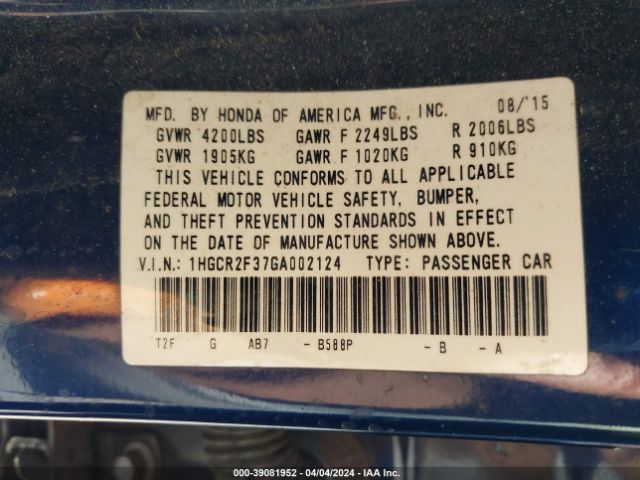 MFD. BY HONDA OF AMERICA MFG., INC. 08/'15
GVWR 4200LBS GAWR F 2249LBS R 2006LBS
GVWR 1905KG GAWR F 1020KG R 910KG
THIS VEHICLE CONFORMS TO ALL APPLICABLE
FEDERAL MOTOR VEHICLE SAFETY, BUMPER,
AND THEFT PREVENTION STANDARDS IN EFFECT
ON THE DATE OF MANUFACTURE SHOWN ABOVE.
V.I.N.: 1HGCR2F37GA002124 TYPE: PASSENGER CAR
T2F G AB7 - B588P - B - A
000-39081952 - 04/04/2024 - IAA Inc.